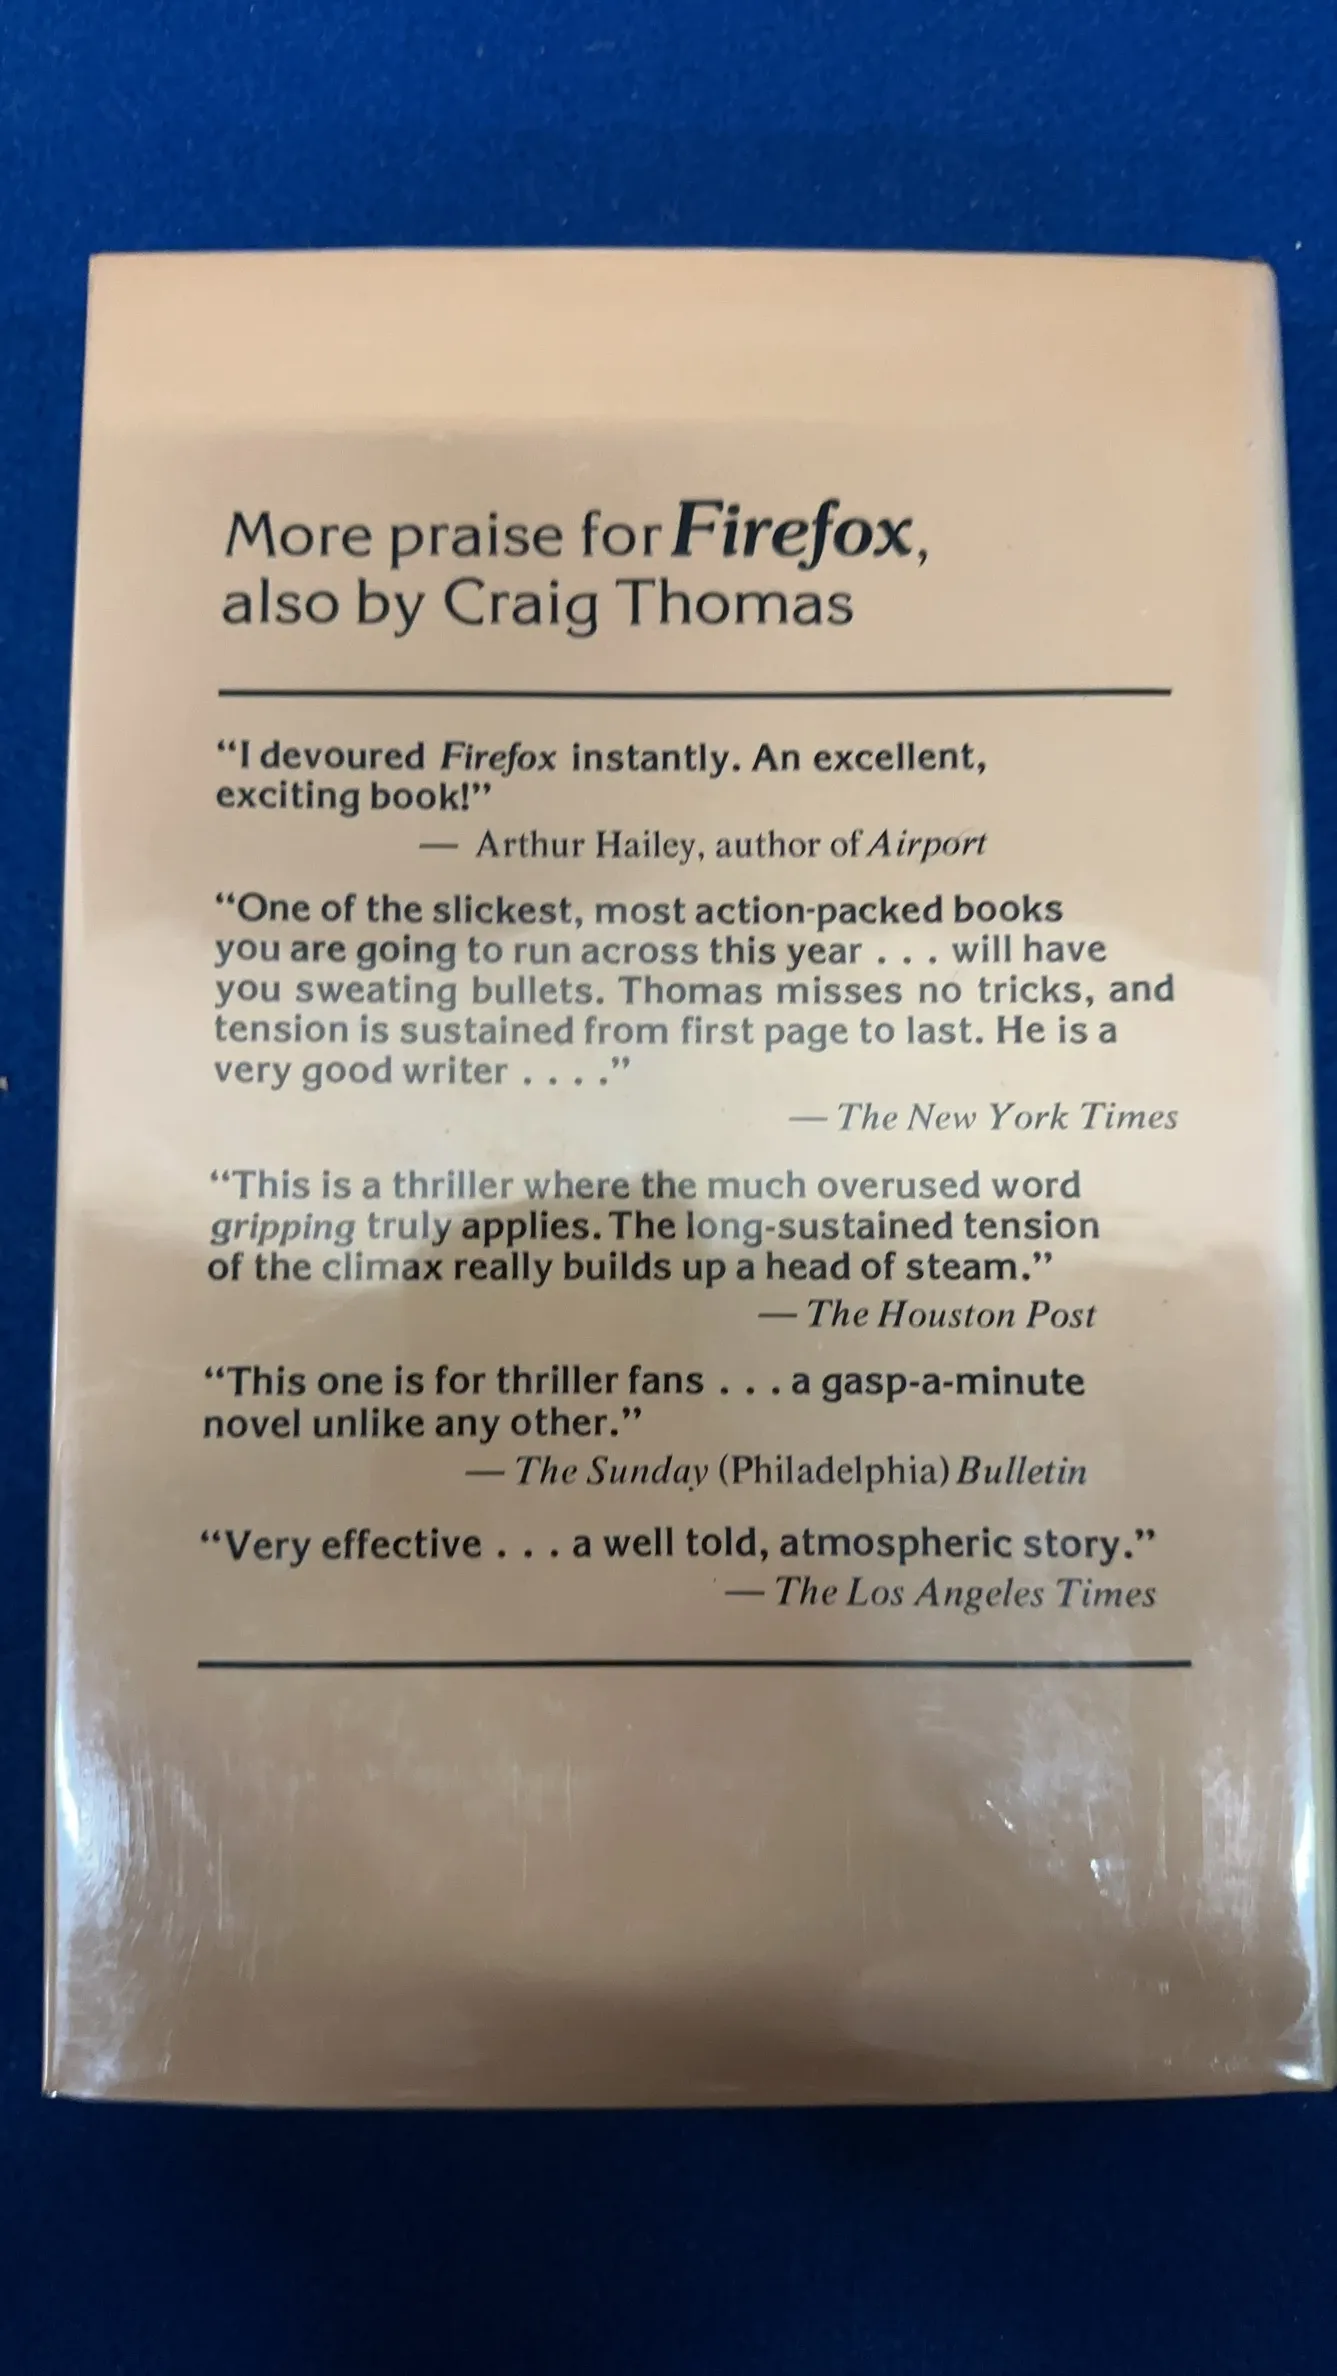 More praise for Firefox,
also by Craig Thomas
“I devoured Firefox instantly. An excellent,
exciting book!”
— Arthur Hailey, author of Airport
“One of the slickest, most action-packed books
you are going to run across this year . . . will have
you sweating bullets. Thomas misses no tricks, and
tension is sustained from first page to last. He is a
very good writer . . . .”
— The New York Times
“This is a thriller where the much overused word
gripping truly applies. The long-sustained tension
of the climax really builds up a head of steam.”
— The Houston Post
“This one is for thriller fans . . . a gasp-a-minute
novel unlike any other.”
— The Sunday (Philadelphia) Bulletin
“Very effective . . . a well told, atmospheric story.”
— The Los Angeles Times